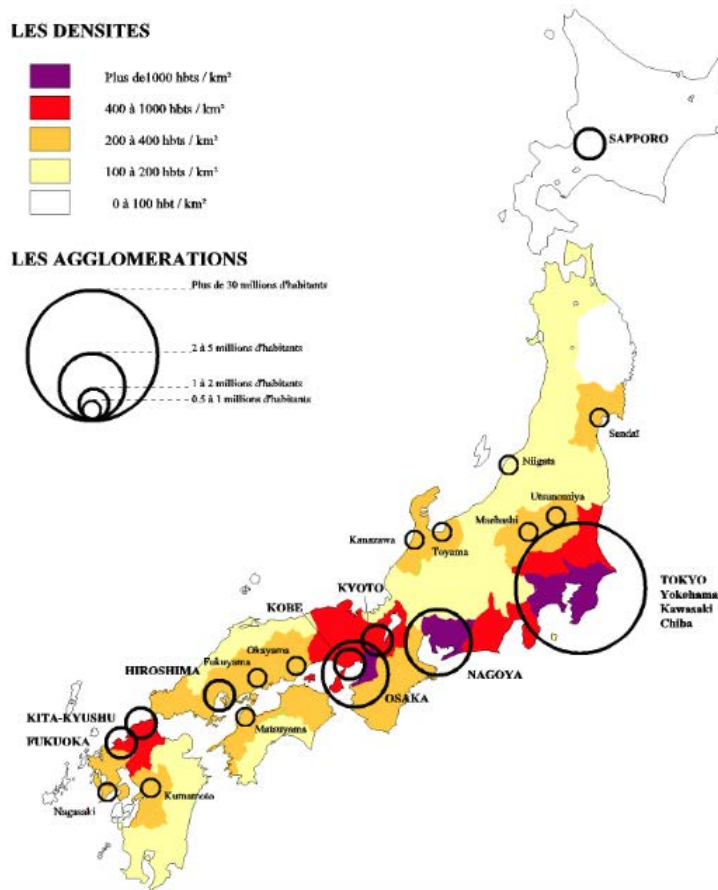 LES DENSITES
Plus de1000 hbts / km²
400 à 1000 hbts / km²
200 à 400 hbts / km²
100 à 200 hbts / km²
0 à 100 hbt / km²
LES AGGLOMERATIONS
Plus de 30 millions d'habitants
2 à 5 millions d'habitants
1 à 2 millions d'habitants
0.5 à 1 millions d'habitants
SAPPORO
Sendaï
Niigata
Utsunomiya
Maebashi
Kanazawa
Toyama
TOKYO
Yokohama
Kawasaki
Chiba
KYOTO
KOBE
NAGOYA
Okayama
Fukuyama
HIROSHIMA
OSAKA
KITA-KYUSHU
FUKUOKA
Matsuyama
Nagasaki
Kumamoto